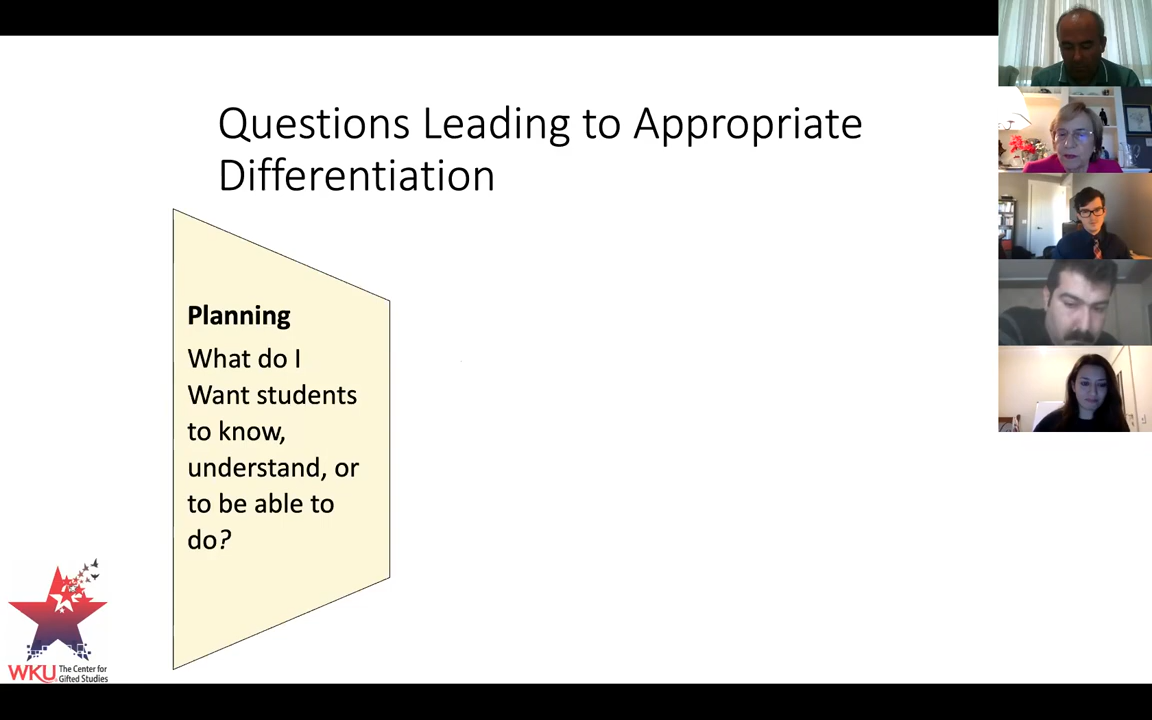 Questions Leading to Appropriate
Differentiation
Planning
What do I
Want students
to know,
understand, or
to be able to
do?
WKU The Center for
Gifted Studies